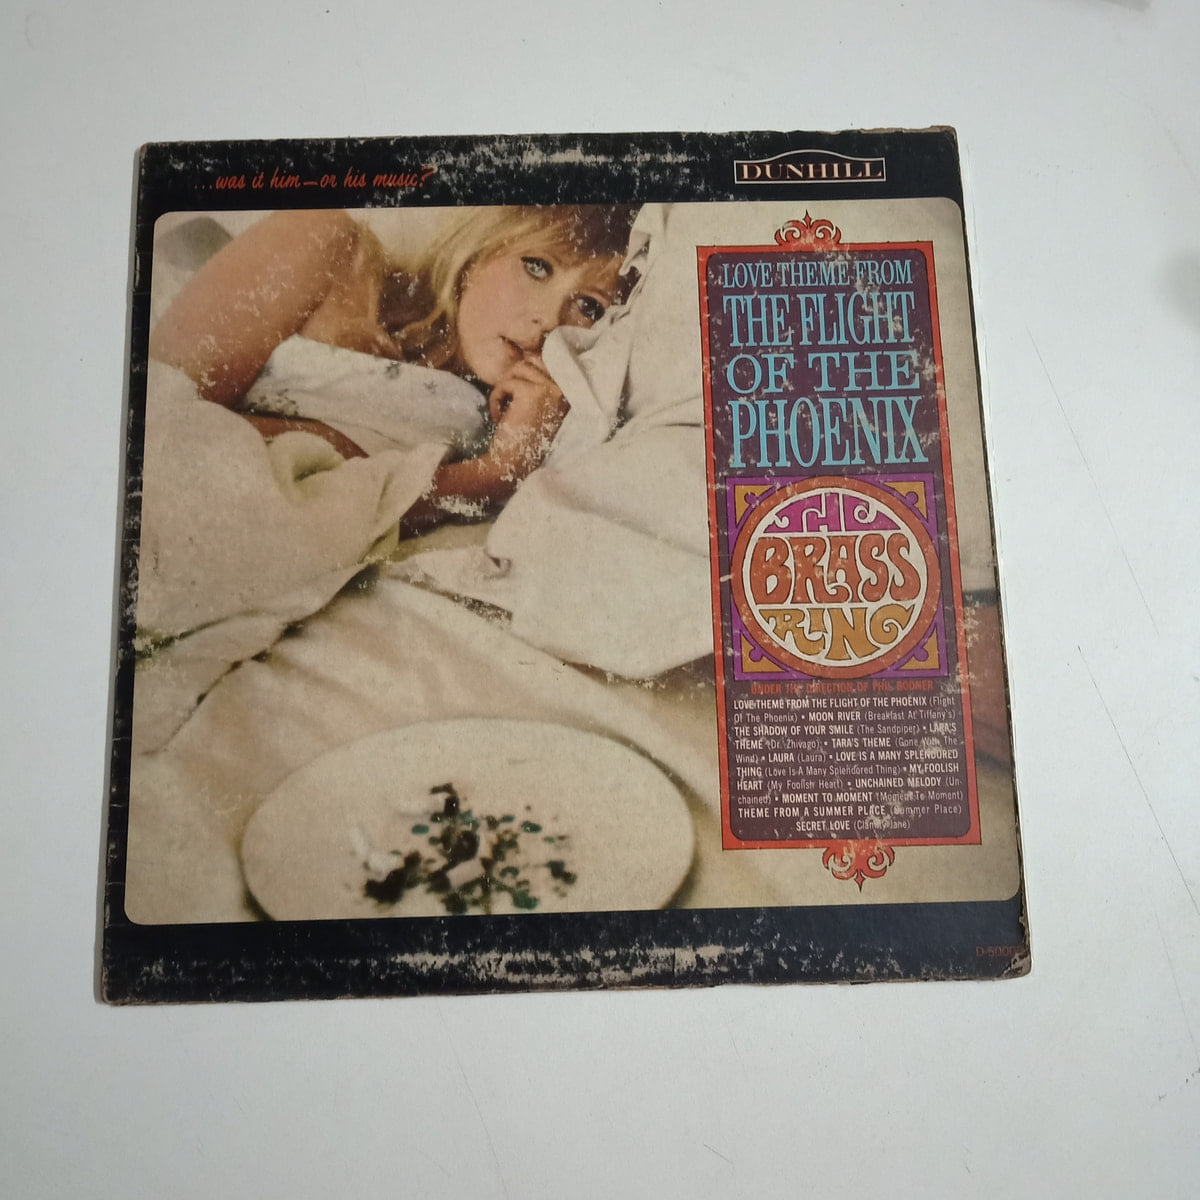 ...was it him—or his music?
DUNHILL
LOVE THEME FROM
THE FLIGHT
OF THE
PHOENIX
THE
BRASS
RING
UNDER THE DIRECTION OF PHIL BODNER
LOVE THEME FROM THE FLIGHT OF THE PHOENIX (Flight
Of The Phoenix) • MOON RIVER (Breakfast At Tiffany's)
THE SHADOW OF YOUR SMILE (The Sandpiper) • LARA'S
THEME (Dr. Zhivago) • TARA'S THEME (Gone With The
Wind) • LAURA (Laura) • LOVE IS A MANY SPLENDORED
THING (Love Is A Many Splendored Thing) • MY FOOLISH
HEART (My Foolish Heart) • UNCHAINED MELODY (Un-
chained) • MOMENT TO MOMENT (Moment To Moment)
THEME FROM A SUMMER PLACE (Summer Place)
SECRET LOVE (Clamity Jane)